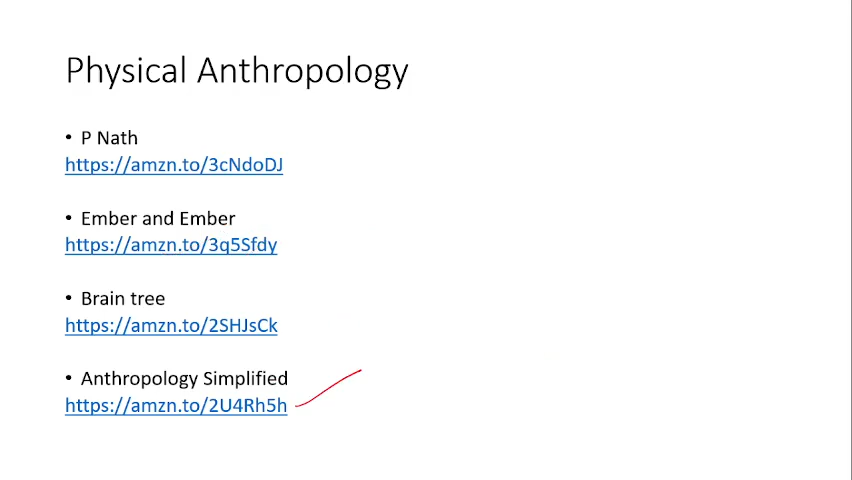 Physical Anthropology
• P Nath
https://amzn.to/3cNdoDJ
• Ember and Ember
https://amzn.to/3q5Sfdy
• Brain tree
https://amzn.to/2SHJsCk
• Anthropology Simplified
https://amzn.to/2U4Rh5h